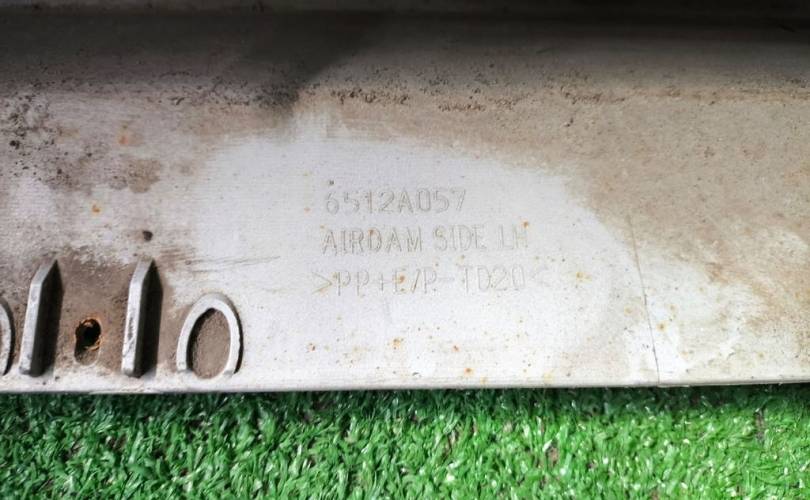 6512A057
AIRDAM SIDE LH
>PP+E/P-TD20<